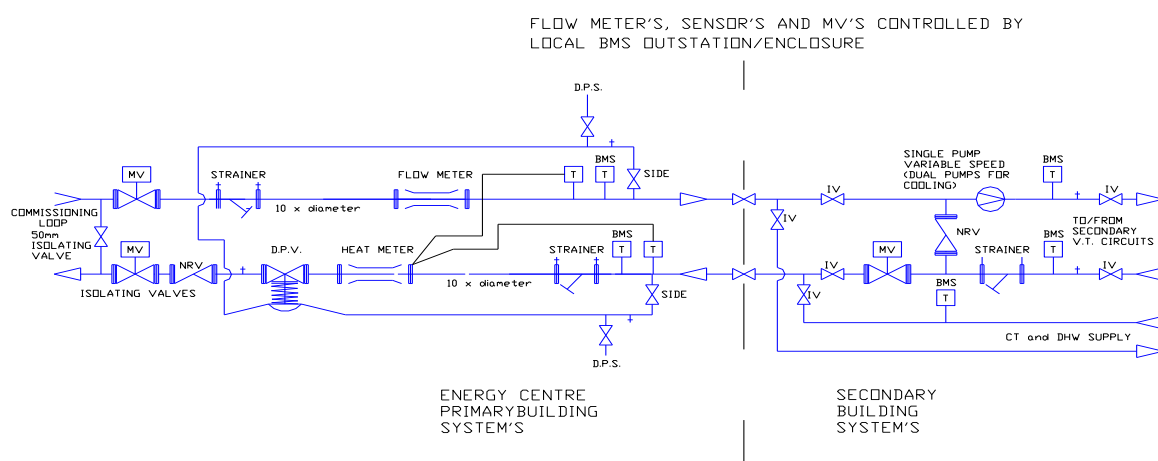 FLOW METER'S, SENSOR'S AND MV'S CONTROLLED BY
LOCAL BMS OUTSTATION/ENCLOSURE
D.P.S.
SINGLE PUMP
VARIABLE SPEED
(DUAL PUMPS FOR
COOLING)
MV
STRAINER
FLOW METER
T
BMS
T
SIDE
BMS
T
IV
IV
10 x diameter
COMMISSIONING
LOOP
50mm
ISOLATING
VALVE
IV
TO/FROM
SECONDARY
V.T. CIRCUITS
MV
NRV
D.P.V.
HEAT METER
STRAINER
BMS
T
T
MV
NRV
STRAINER
BMS
T
IV
IV
ISOLATING VALVES
10 x diameter
SIDE
IV
BMS
T
CT and DHW SUPPLY
D.P.S.
ENERGY CENTRE
PRIMARYBUILDING
SYSTEM'S
SECONDARY
BUILDING
SYSTEM'S